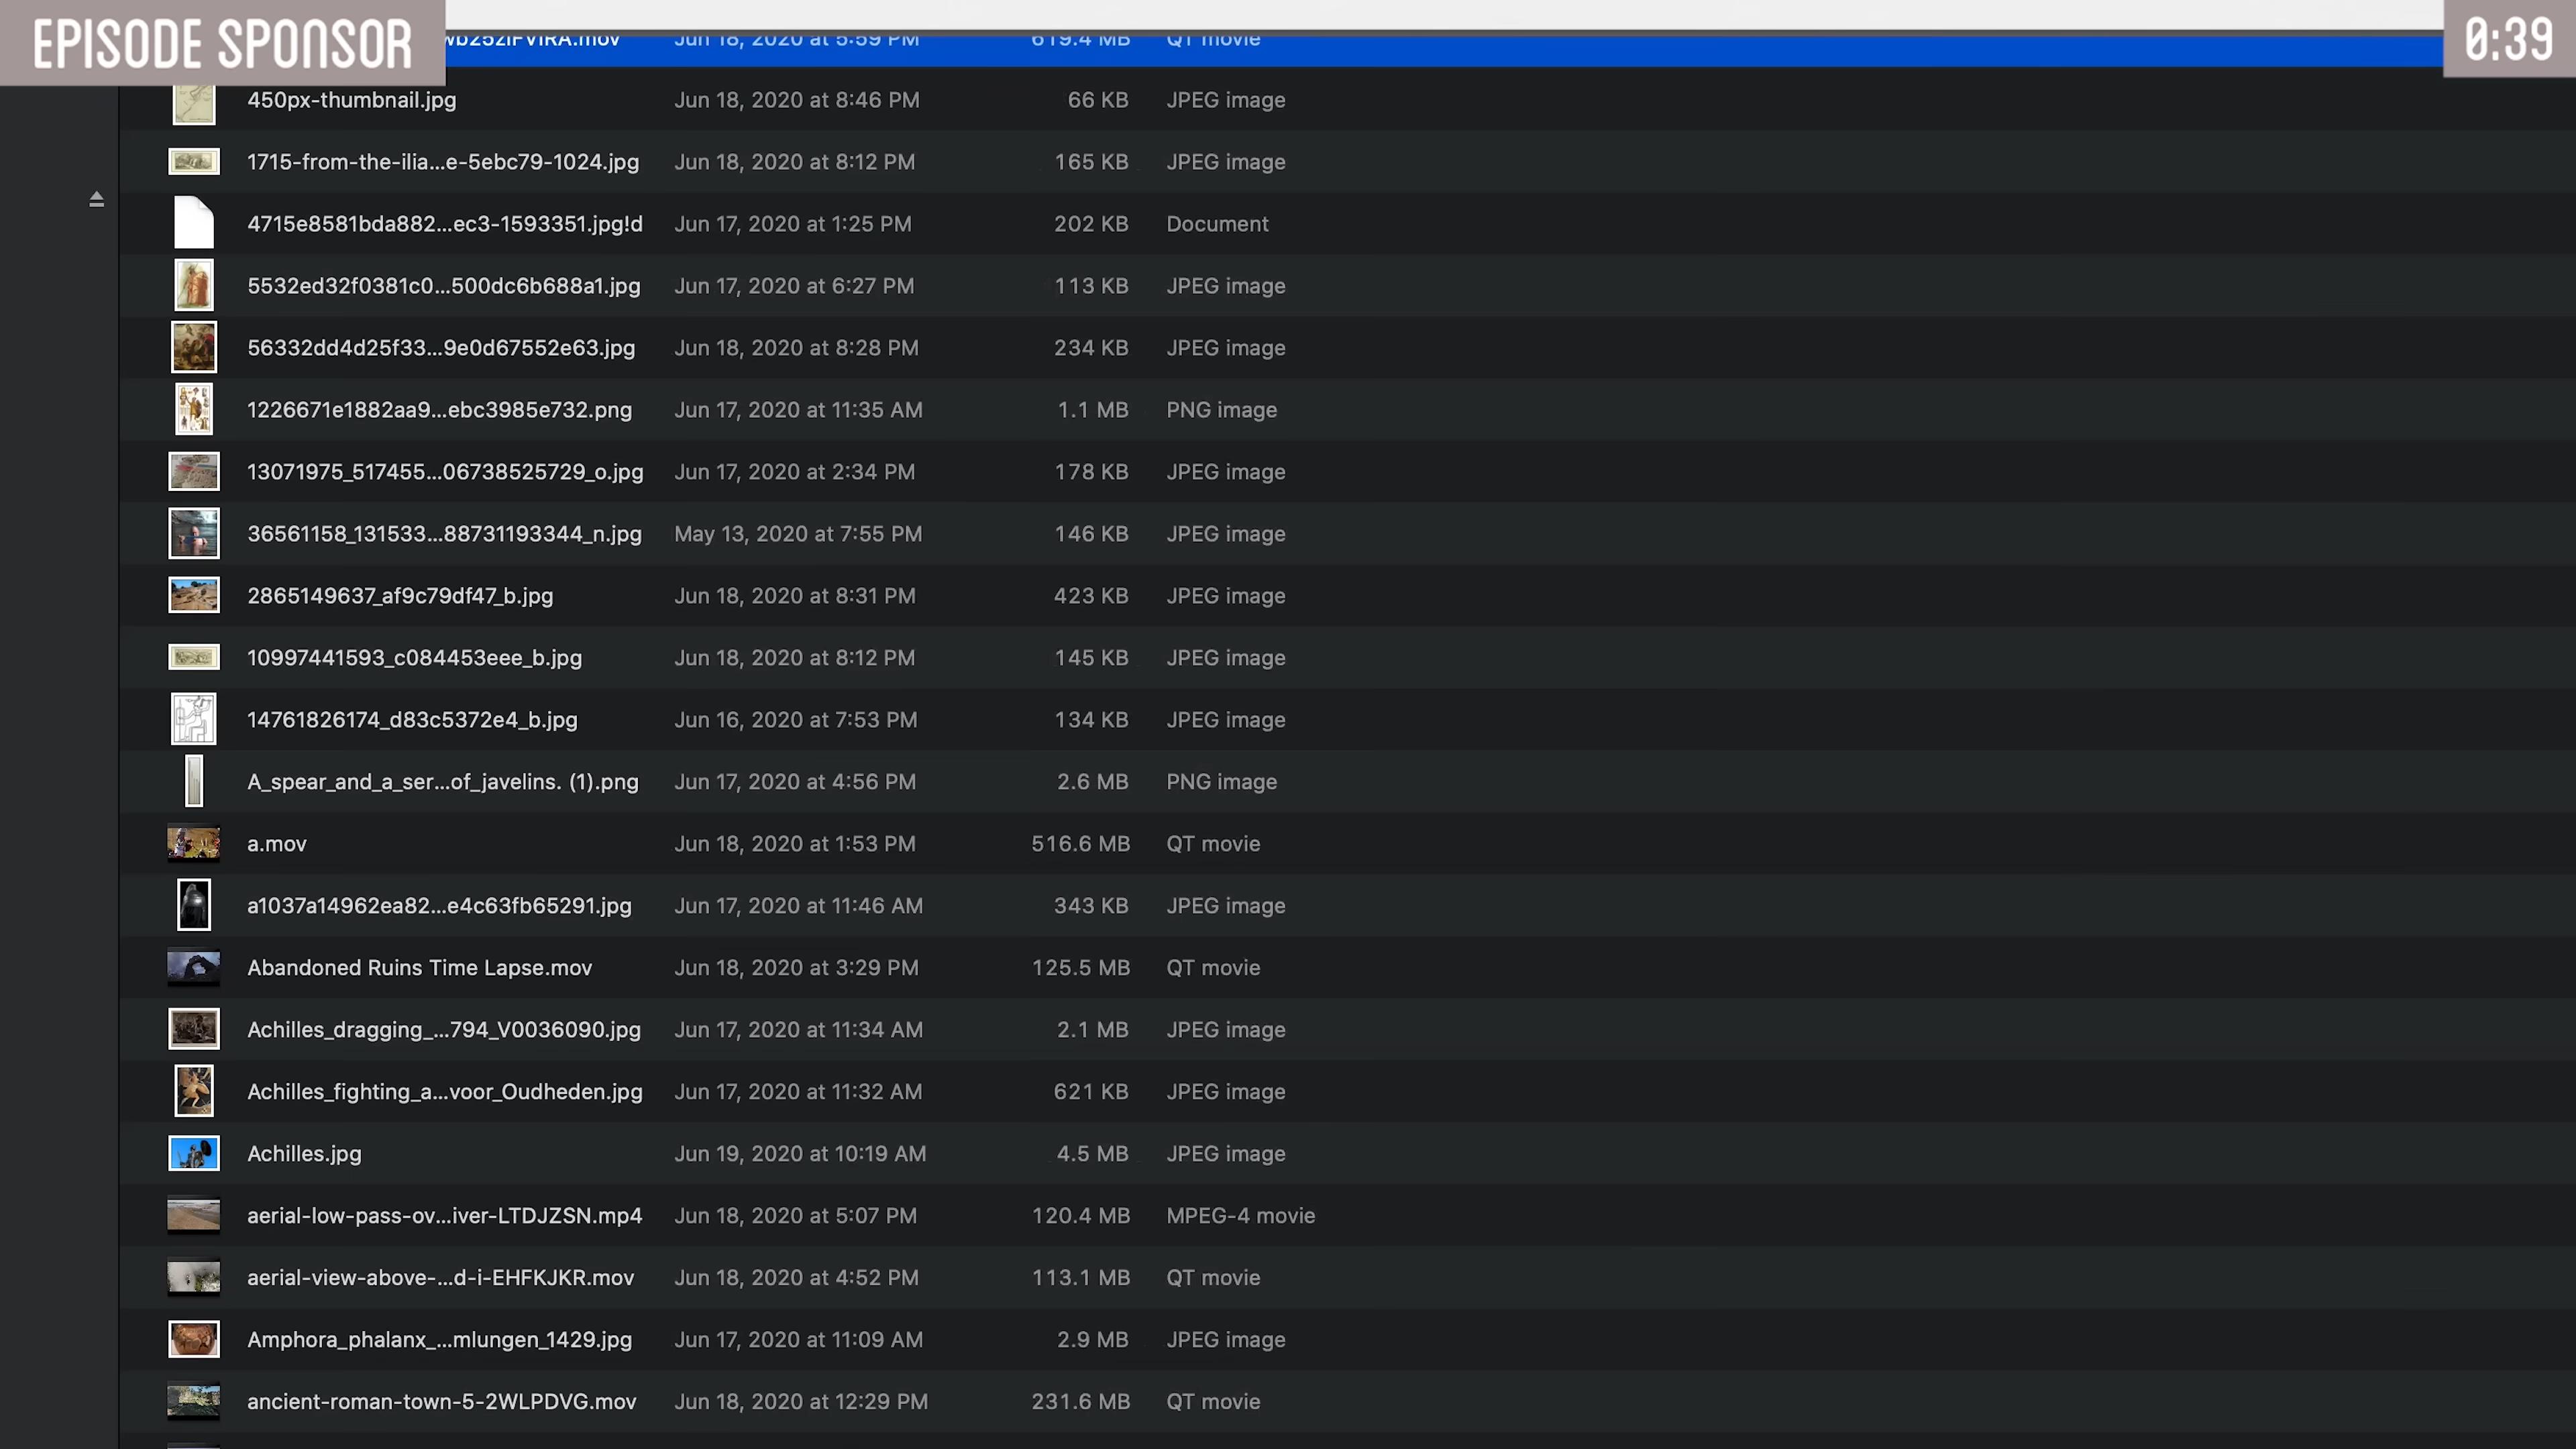 EPISODE SPONSOR
0:39
Jun 18, 2020 at 5:59 PM 619.4 MB QT movie
450px-thumbnail.jpg Jun 18, 2020 at 8:46 PM 66 KB JPEG image
1715-from-the-ilia...e-5ebc79-1024.jpg Jun 18, 2020 at 8:12 PM 165 KB JPEG image
4715e8581bda882...ec3-1593351.jpg!d Jun 17, 2020 at 1:25 PM 202 KB Document
5532ed32f0381c0...500dc6b688a1.jpg Jun 17, 2020 at 6:27 PM 113 KB JPEG image
56332dd4d25f33...9e0d67552e63.jpg Jun 18, 2020 at 8:28 PM 234 KB JPEG image
1226671e1882aa9...ebc3985e732.png Jun 17, 2020 at 11:35 AM 1.1 MB PNG image
13071975_517455...06738525729_o.jpg Jun 17, 2020 at 2:34 PM 178 KB JPEG image
36561158_131533...88731193344_n.jpg May 13, 2020 at 7:55 PM 146 KB JPEG image
2865149637_af9c79df47_b.jpg Jun 18, 2020 at 8:31 PM 423 KB JPEG image
10997441593_c084453eee_b.jpg Jun 18, 2020 at 8:12 PM 145 KB JPEG image
14761826174_d83c5372e4_b.jpg Jun 16, 2020 at 7:53 PM 134 KB JPEG image
A_spear_and_a_ser...of_javelins. (1).png Jun 17, 2020 at 4:56 PM 2.6 MB PNG image
a.mov Jun 18, 2020 at 1:53 PM 516.6 MB QT movie
a1037a14962ea82...e4c63fb65291.jpg Jun 17, 2020 at 11:46 AM 343 KB JPEG image
Abandoned Ruins Time Lapse.mov Jun 18, 2020 at 3:29 PM 125.5 MB QT movie
Achilles_dragging_...794_V0036090.jpg Jun 17, 2020 at 11:34 AM 2.1 MB JPEG image
Achilles_fighting_a...voor_Oudheden.jpg Jun 17, 2020 at 11:32 AM 621 KB JPEG image
Achilles.jpg Jun 19, 2020 at 10:19 AM 4.5 MB JPEG image
aerial-low-pass-ov...iver-LTDJZSN.mp4 Jun 18, 2020 at 5:07 PM 120.4 MB MPEG-4 movie
aerial-view-above-...d-i-EHFKJKR.mov Jun 18, 2020 at 4:52 PM 113.1 MB QT movie
Amphora_phalanx_...mlungen_1429.jpg Jun 17, 2020 at 11:09 AM 2.9 MB JPEG image
ancient-roman-town-5-2WLPDVG.mov Jun 18, 2020 at 12:29 PM 231.6 MB QT movie